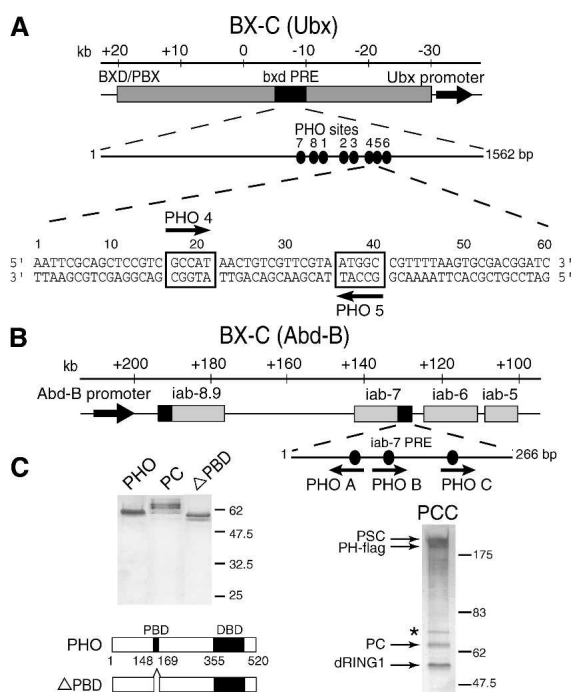 A
BX-C (Ubx)
kb +20 +10 0 -10 -20 -30
BXD/PBX bxd PRE Ubx promoter
PHO sites
7 8 1 2 3 4 5 6
1 1562 bp
PHO 4
1 10 20 30 40 50 60
5' AATTCGCAGCTCCGTC GCCAT AACTGTCGTTCGTAATGGC CGTTTTAAGTGCGACGGATC 3'
3' TTAAGCGTCGAGGCAG CGGTA TTGACAGCAAGCAT TACCG GCAAAATTCACGCTGCCTAG 5'
PHO 5
B
BX-C (Abd-B)
kb +200 +180 +160 +140 +120 +100
Abd-B promoter iab-8.9 iab-7 iab-6 iab-5
iab-7 PRE
1 266 bp
PHO A PHO B PHO C
C
PHO PC △PBD
62
47.5
32.5
25
PBD DBD
PHO
1 148 169 355 520
△PBD
PCC
PSC
PH-flag
175
83
*
PC
62
dRING1
47.5